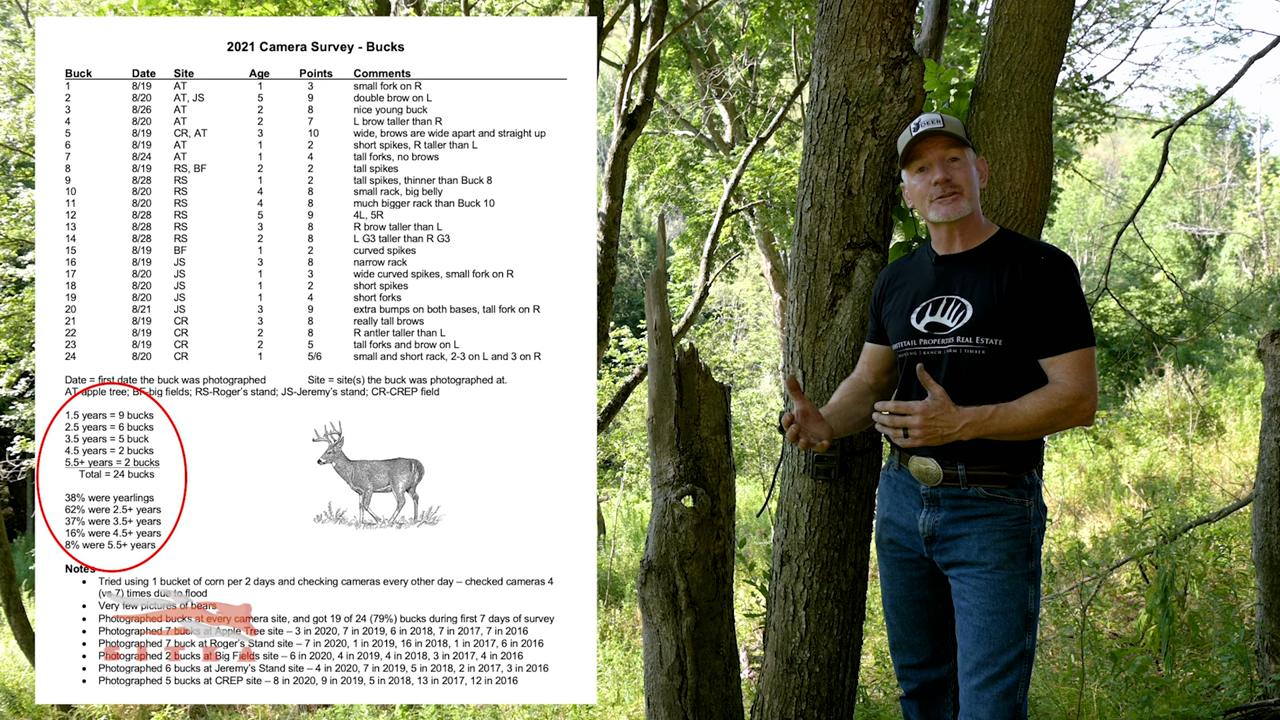 2021 Camera Survey - Bucks
Buck Date Site Age Points Comments
1 8/19 AT 1 3 small fork on R
2 8/20 AT, JS 5 9 double brow on L
3 8/26 AT 2 8 nice young buck
4 8/20 AT 2 7 L brow taller than R
5 8/19 CR, AT 3 10 wide, brows are wide apart and straight up
6 8/19 AT 1 2 short spikes, R taller than L
7 8/24 AT 1 4 tall forks, no brows
8 8/19 RS, BF 2 2 tall spikes
9 8/28 RS 1 2 tall spikes, thinner than Buck 8
10 8/20 RS 4 8 small rack, big belly
11 8/20 RS 4 8 much bigger rack than Buck 10
12 8/28 RS 5 9 4L, 5R
13 8/28 RS 3 8 R brow taller than L
14 8/28 RS 2 8 L G3 taller than R G3
15 8/19 BF 1 2 curved spikes
16 8/19 JS 3 8 narrow rack
17 8/20 JS 1 3 wide curved spikes, small fork on R
18 8/20 JS 1 2 short spikes
19 8/20 JS 1 4 short forks
20 8/21 JS 3 9 extra bumps on both bases, tall fork on R
21 8/19 CR 3 8 really tall brows
22 8/19 CR 2 8 R antler taller than L
23 8/19 CR 2 5 tall forks and brow on L
24 8/20 CR 1 5/6 small and short rack, 2-3 on L and 3 on R
Date = first date the buck was photographed Site = site(s) the buck was photographed at.
AT-apple tree; BF-big fields; RS-Roger's stand; JS-Jeremy's stand; CR-CREP field
1.5 years = 9 bucks
2.5 years = 6 bucks
3.5 years = 5 buck
4.5 years = 2 bucks
5.5+ years = 2 bucks
Total = 24 bucks
38% were yearlings
62% were 2.5+ years
37% were 3.5+ years
16% were 4.5+ years
8% were 5.5+ years
Notes
• Tried using 1 bucket of corn per 2 days and checking cameras every other day – checked cameras 4
(vs 7) times due to flood
• Very few pictures of bears
• Photographed bucks at every camera site, and got 19 of 24 (79%) bucks during first 7 days of survey
• Photographed 7 bucks at Apple Tree site – 3 in 2020, 7 in 2019, 6 in 2018, 7 in 2017, 7 in 2016
• Photographed 7 buck at Roger's Stand site – 7 in 2020, 1 in 2019, 16 in 2018, 1 in 2017, 6 in 2016
• Photographed 2 bucks at Big Fields site – 6 in 2020, 4 in 2019, 4 in 2018, 3 in 2017, 4 in 2016
• Photographed 6 bucks at Jeremy's Stand site – 4 in 2020, 7 in 2019, 5 in 2018, 2 in 2017, 3 in 2016
• Photographed 5 bucks at CREP site – 8 in 2020, 9 in 2019, 5 in 2018, 13 in 2017, 12 in 2016
DEER
PROPERTIES REAL ESTATE
RANCH
TIMBER